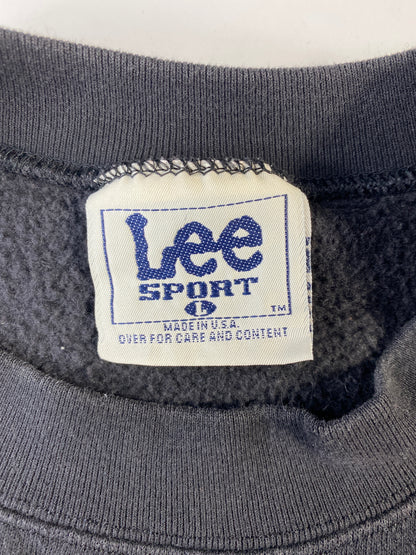 Lee
SPORT
L
TM
MADE IN U.S.A.
OVER FOR CARE AND CONTENT